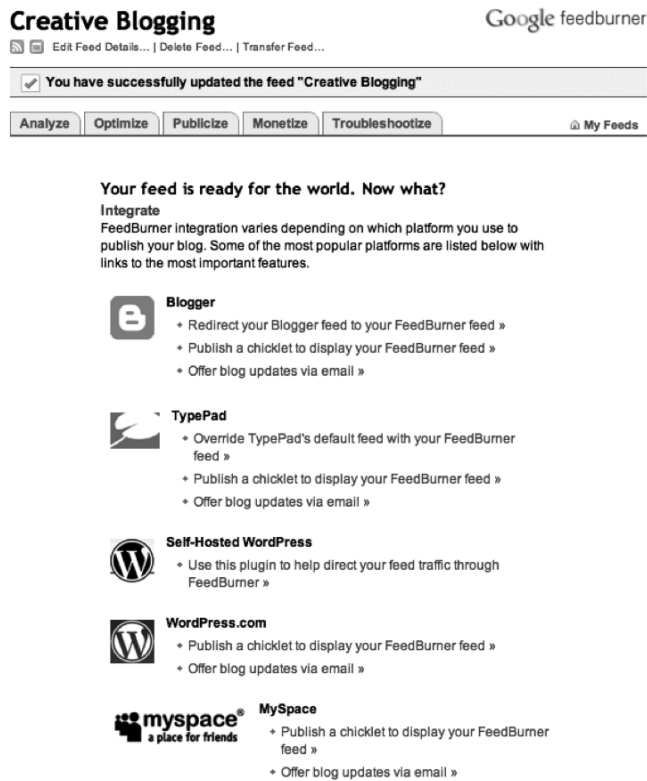 Creative Blogging
Google feedburner
Edit Feed Details... | Delete Feed... | Transfer Feed...
You have successfully updated the feed "Creative Blogging"
Analyze Optimize Publicize Monetize Troubleshootize My Feeds
Your feed is ready for the world. Now what?
Integrate
FeedBurner integration varies depending on which platform you use to
publish your blog. Some of the most popular platforms are listed below with
links to the most important features.
Blogger
Redirect your Blogger feed to your FeedBurner feed »
Publish a chicklet to display your FeedBurner feed »
Offer blog updates via email »
TypePad
Override TypePad's default feed with your FeedBurner
feed »
Publish a chicklet to display your FeedBurner feed »
Offer blog updates via email »
Self-Hosted WordPress
Use this plugin to help direct your feed traffic through
FeedBurner »
WordPress.com
Publish a chicklet to display your FeedBurner feed »
Offer blog updates via email »
myspace®
a place for friends
MySpace
Publish a chicklet to display your FeedBurner
feed »
Offer blog updates via email »